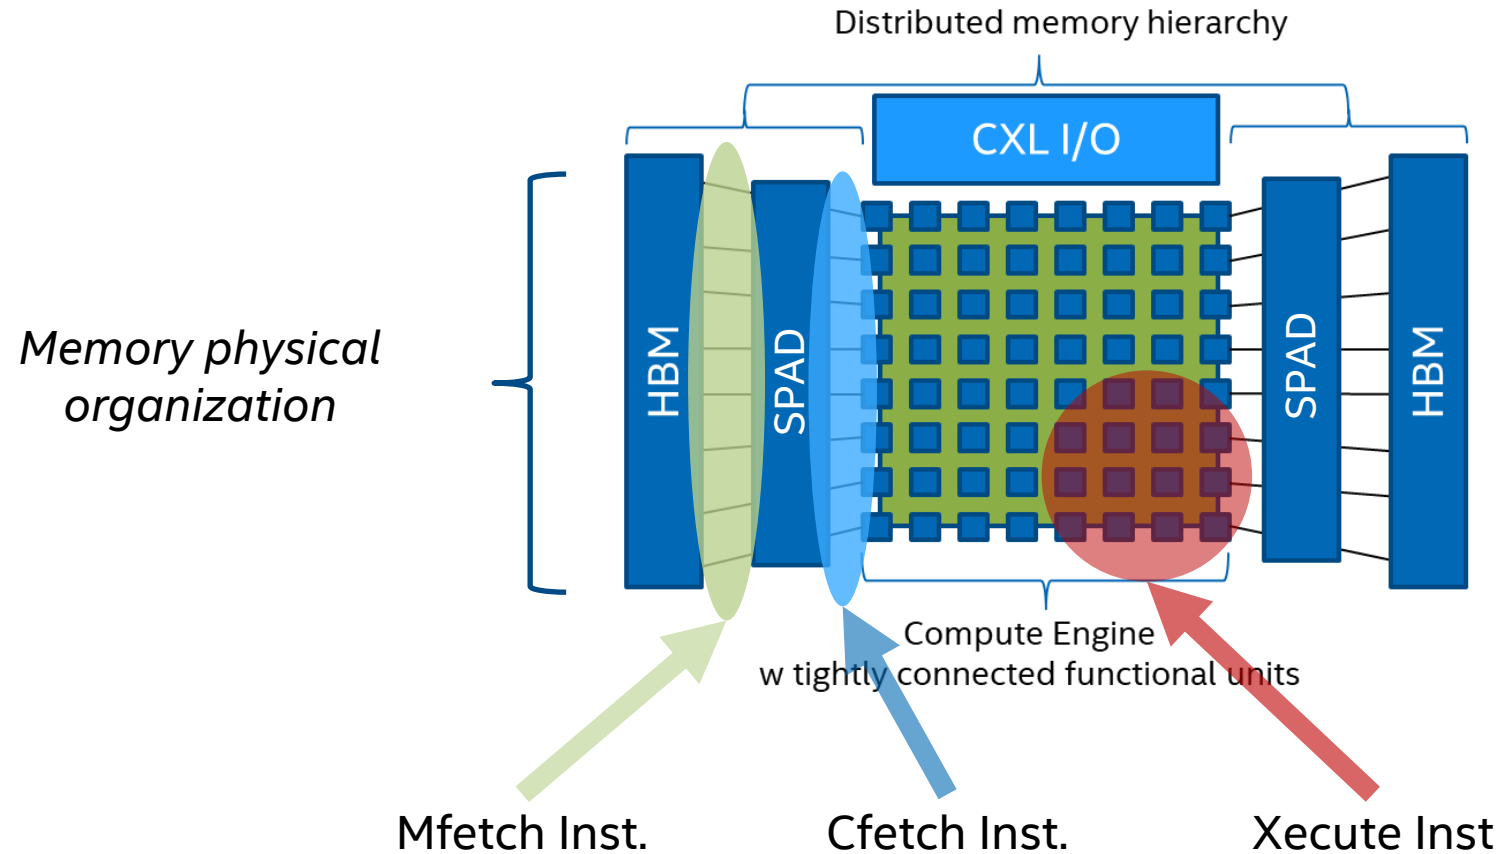 Distributed memory hierarchy
CXL I/O
Memory physical
organization
HBM
SPAD
SPAD
HBM
Compute Engine
w tightly connected functional units
Mfetch Inst.
Cfetch Inst.
Xecute Inst